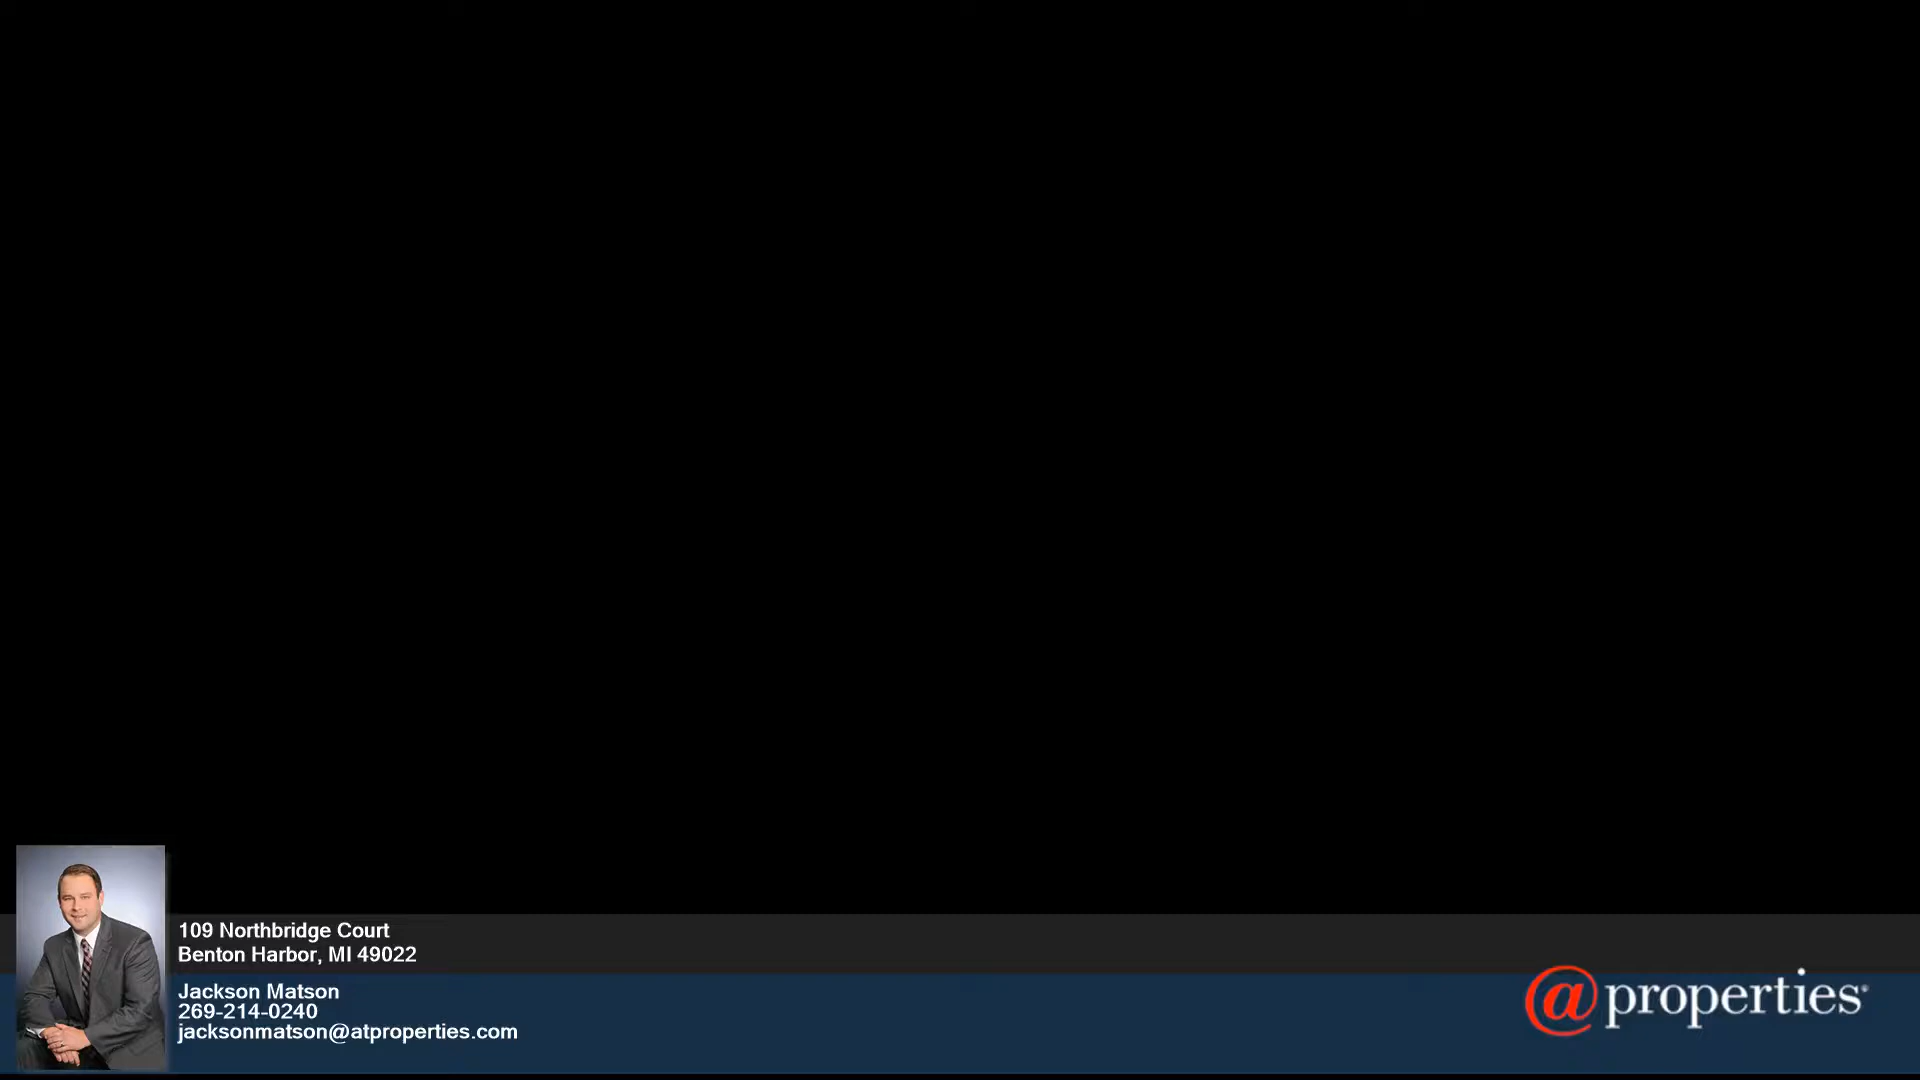 109 Northbridge Court
Benton Harbor, MI 49022
Jackson Matson
269-214-0240
jacksonmatson@atproperties.com
@properties®